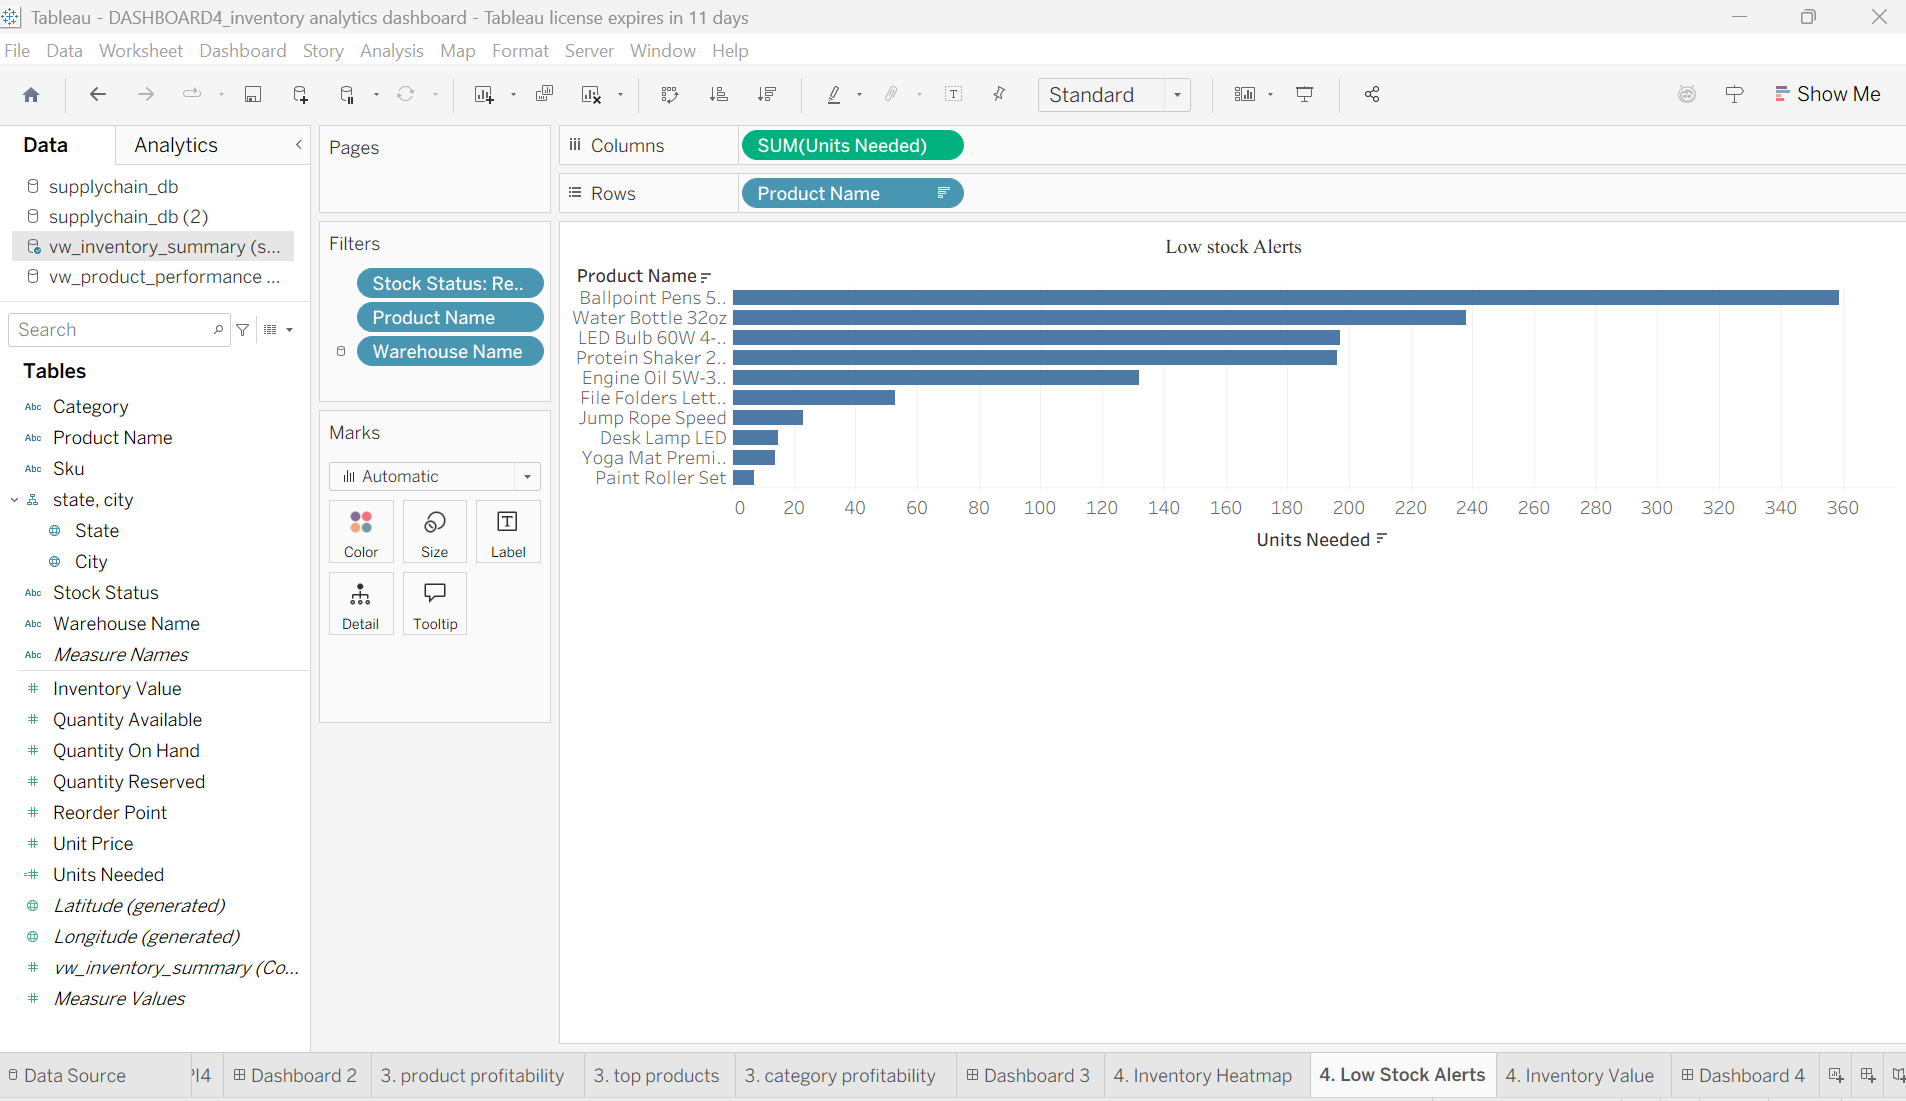 Tableau - DASHBOARD4_inventory analytics dashboard - Tableau license expires in 11 days
File Data Worksheet Dashboard Story Analysis Map Format Server Window Help
Standard
Show Me
Data
Analytics
supplychain_db
supplychain_db (2)
vw_inventory_summary (s...
vw_product_performance ...
Search
Tables
Abc Category
Abc Product Name
Abc Sku
state, city
State
City
Abc Stock Status
Abc Warehouse Name
Abc Measure Names
# Inventory Value
# Quantity Available
# Quantity On Hand
# Quantity Reserved
# Reorder Point
# Unit Price
=# Units Needed
Latitude (generated)
Longitude (generated)
# vw_inventory_summary (Co...
# Measure Values
Pages
Filters
Stock Status: Re..
Product Name
Warehouse Name
Marks
Automatic
Color
Size
Label
Detail
Tooltip
Columns
SUM(Units Needed)
Rows
Product Name
Low stock Alerts
Product Name
Ballpoint Pens 5..
Water Bottle 32oz
LED Bulb 60W 4-..
Protein Shaker 2..
Engine Oil 5W-3..
File Folders Lett..
Jump Rope Speed
Desk Lamp LED
Yoga Mat Premi..
Paint Roller Set
0 20 40 60 80 100 120 140 160 180 200 220 240 260 280 300 320 340 360
Units Needed
Data Source
PI4
Dashboard 2
3. product profitability
3. top products
3. category profitability
Dashboard 3
4. Inventory Heatmap
4. Low Stock Alerts
4. Inventory Value
Dashboard 4